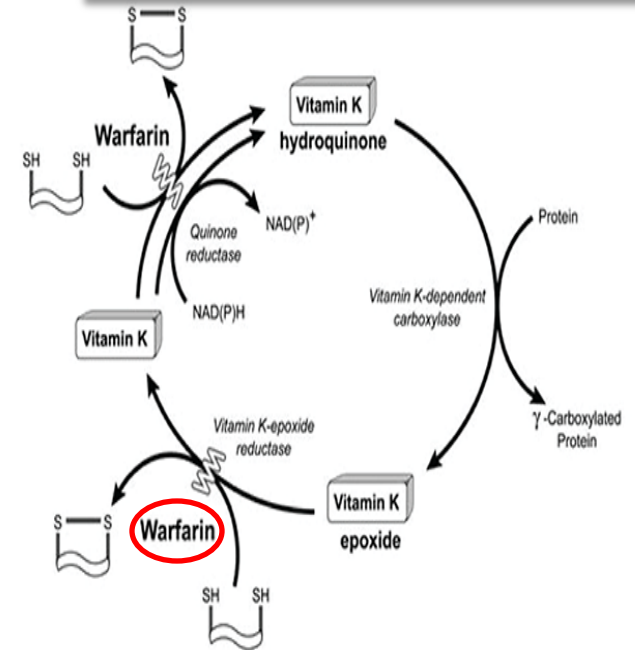 S S
Vitamin K
hydroquinone
Warfarin
SH SH
Quinone
reductase
NAD(P)+
NAD(P)H
Protein
Vitamin K-dependent
carboxylase
Vitamin K
γ-Carboxylated
Protein
Vitamin K-epoxide
reductase
Vitamin K
epoxide
S S
Warfarin
SH SH